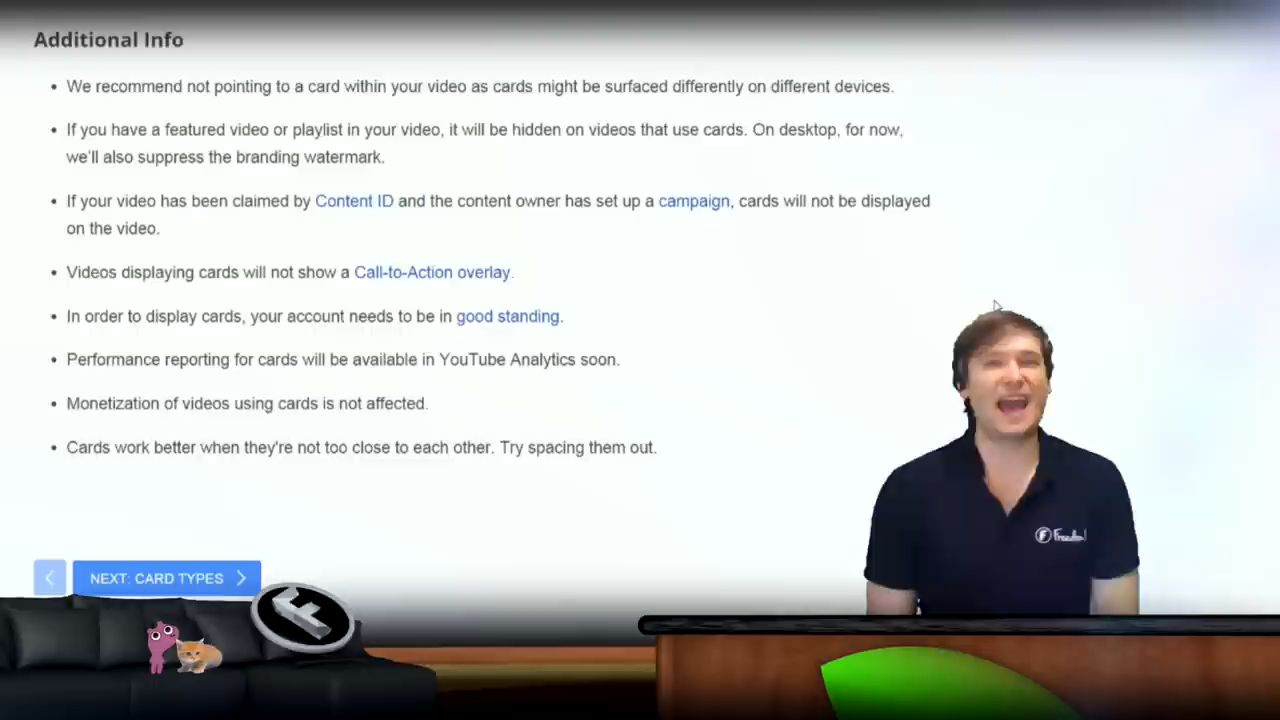 Additional Info
• We recommend not pointing to a card within your video as cards might be surfaced differently on different devices.
• If you have a featured video or playlist in your video, it will be hidden on videos that use cards. On desktop, for now,
we'll also suppress the branding watermark.
• If your video has been claimed by Content ID and the content owner has set up a campaign, cards will not be displayed
on the video.
• Videos displaying cards will not show a Call-to-Action overlay.
• In order to display cards, your account needs to be in good standing.
• Performance reporting for cards will be available in YouTube Analytics soon.
• Monetization of videos using cards is not affected.
• Cards work better when they're not too close to each other. Try spacing them out.
NEXT: CARD TYPES
Freedom!